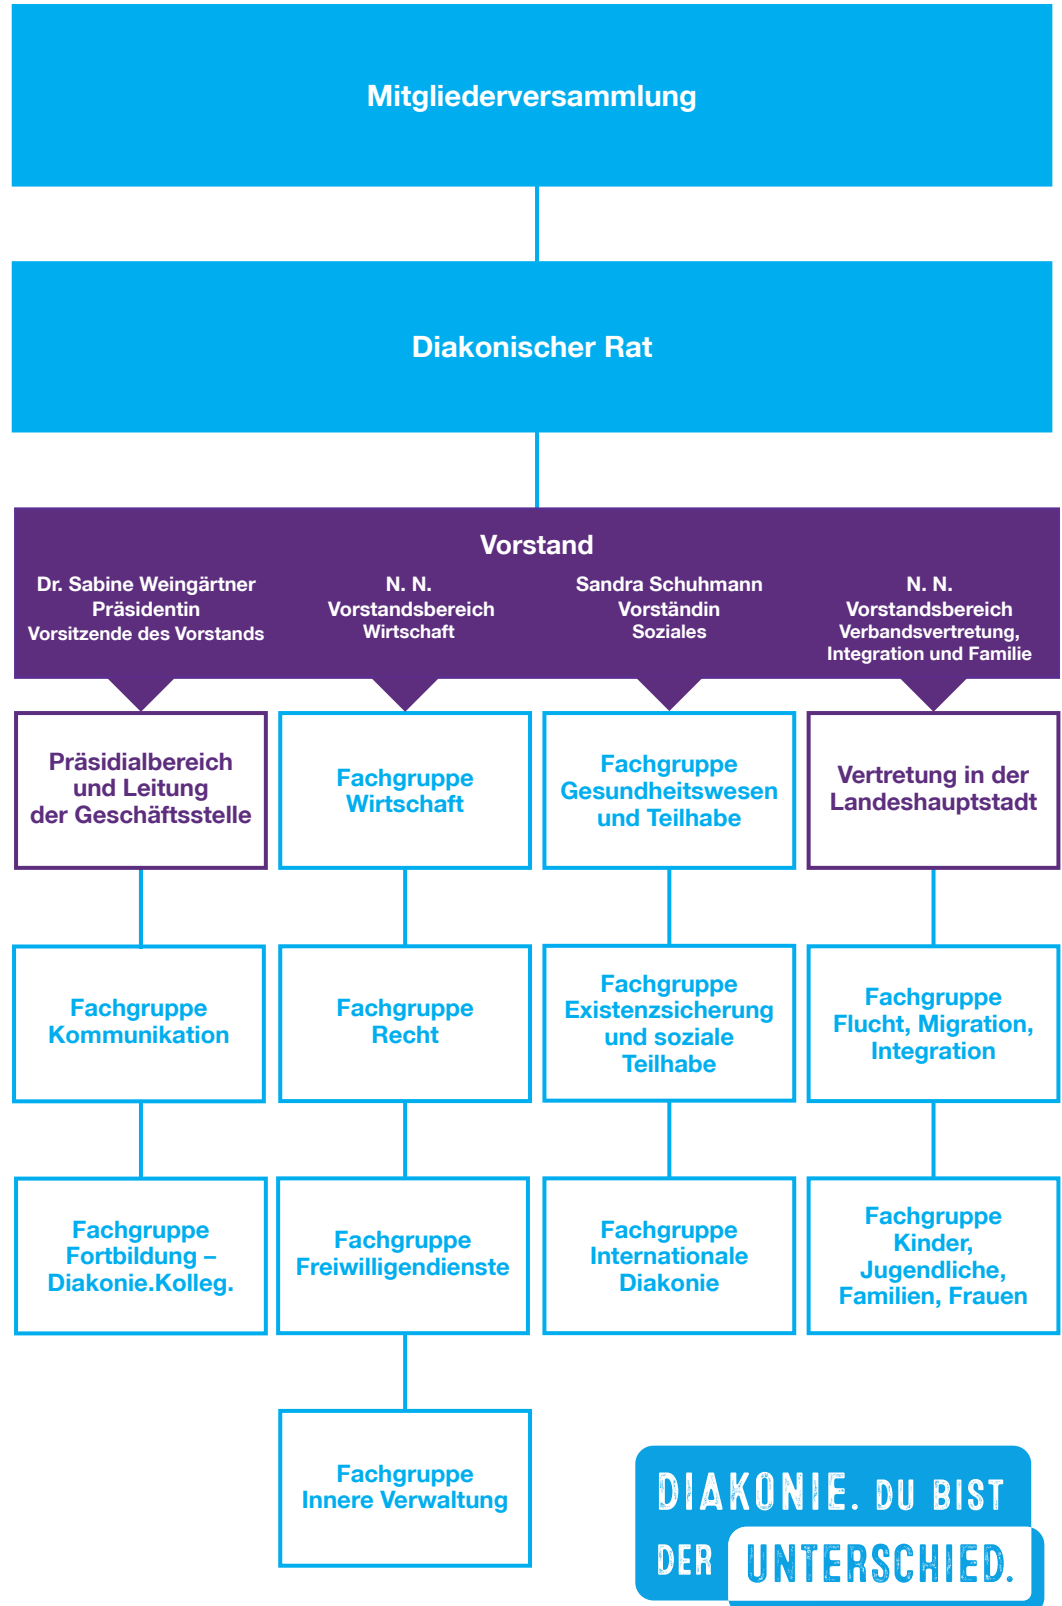 Mitgliederversammlung
Diakonischer Rat
Vorstand
Dr. Sabine Weingärtner
Präsidentin
Vorsitzende des Vorstands
N. N.
Vorstandsbereich
Wirtschaft
Sandra Schuhmann
Vorständin
Soziales
N. N.
Vorstandsbereich
Verbandsvertretung,
Integration und Familie
Präsidialbereich
und Leitung
der Geschäftsstelle
Fachgruppe
Wirtschaft
Fachgruppe
Gesundheitswesen
und Teilhabe
Vertretung in der
Landeshauptstadt
Fachgruppe
Kommunikation
Fachgruppe
Recht
Fachgruppe
Existenzsicherung
und soziale
Teilhabe
Fachgruppe
Flucht, Migration,
Integration
Fachgruppe
Fortbildung –
Diakonie.Kolleg.
Fachgruppe
Freiwilligendienste
Fachgruppe
Internationale
Diakonie
Fachgruppe
Kinder,
Jugendliche,
Familien, Frauen
Fachgruppe
Innere Verwaltung
DIAKONIE. DU BIST
DER UNTERSCHIED.